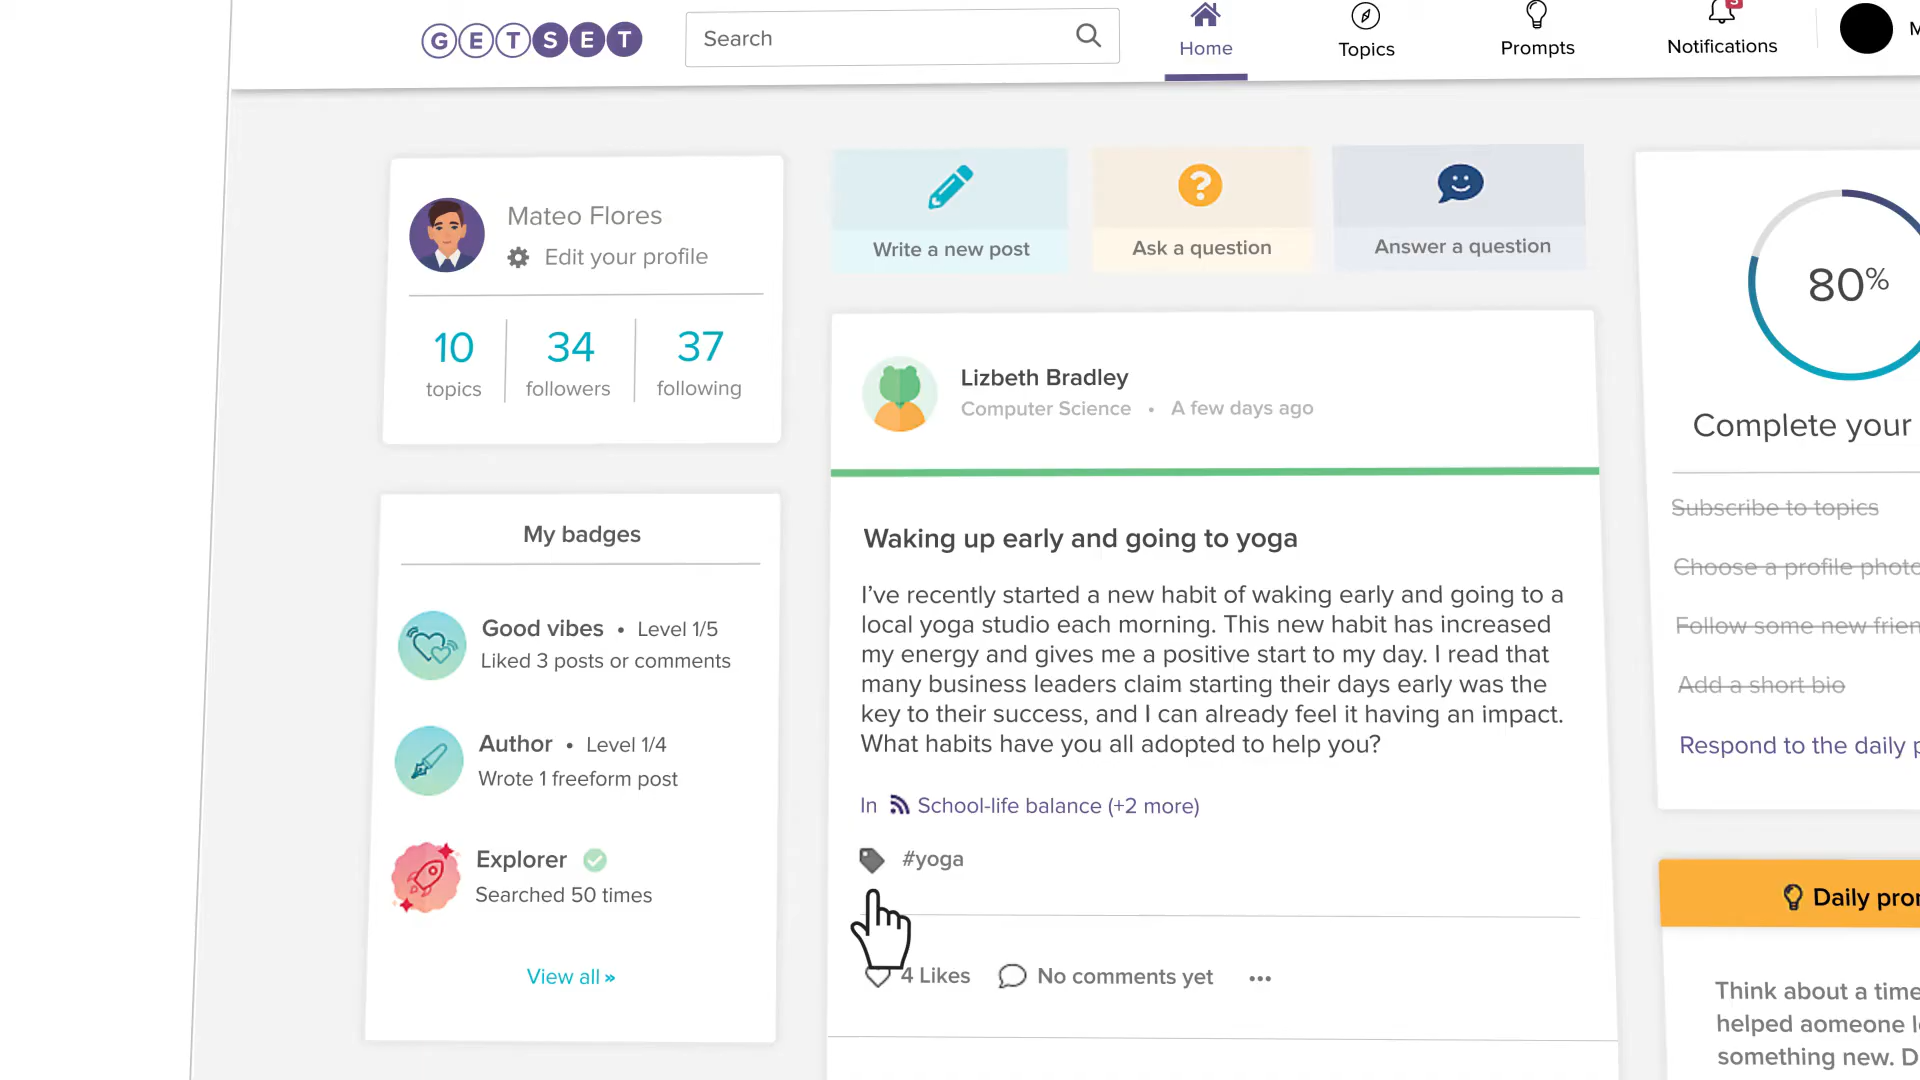 GETSET
Search
Home
Topics
Prompts
3
Notifications
M
Mateo Flores
Edit your profile
10
topics
34
followers
37
following
My badges
Good vibes • Level 1/5
Liked 3 posts or comments
Author • Level 1/4
Wrote 1 freeform post
Explorer
Searched 50 times
View all »
Write a new post
Ask a question
Answer a question
Lizbeth Bradley
Computer Science • A few days ago
Waking up early and going to yoga
I've recently started a new habit of waking early and going to a
local yoga studio each morning. This new habit has increased
my energy and gives me a positive start to my day. I read that
many business leaders claim starting their days early was the
key to their success, and I can already feel it having an impact.
What habits have you all adopted to help you?
In School-life balance (+2 more)
#yoga
4 Likes
No comments yet
80%
Complete your
Subscribe to topics
Choose a profile photo
Follow some new frien
Add a short bio
Respond to the daily p
Daily pro
Think about a time
helped aomeone l
something new. D